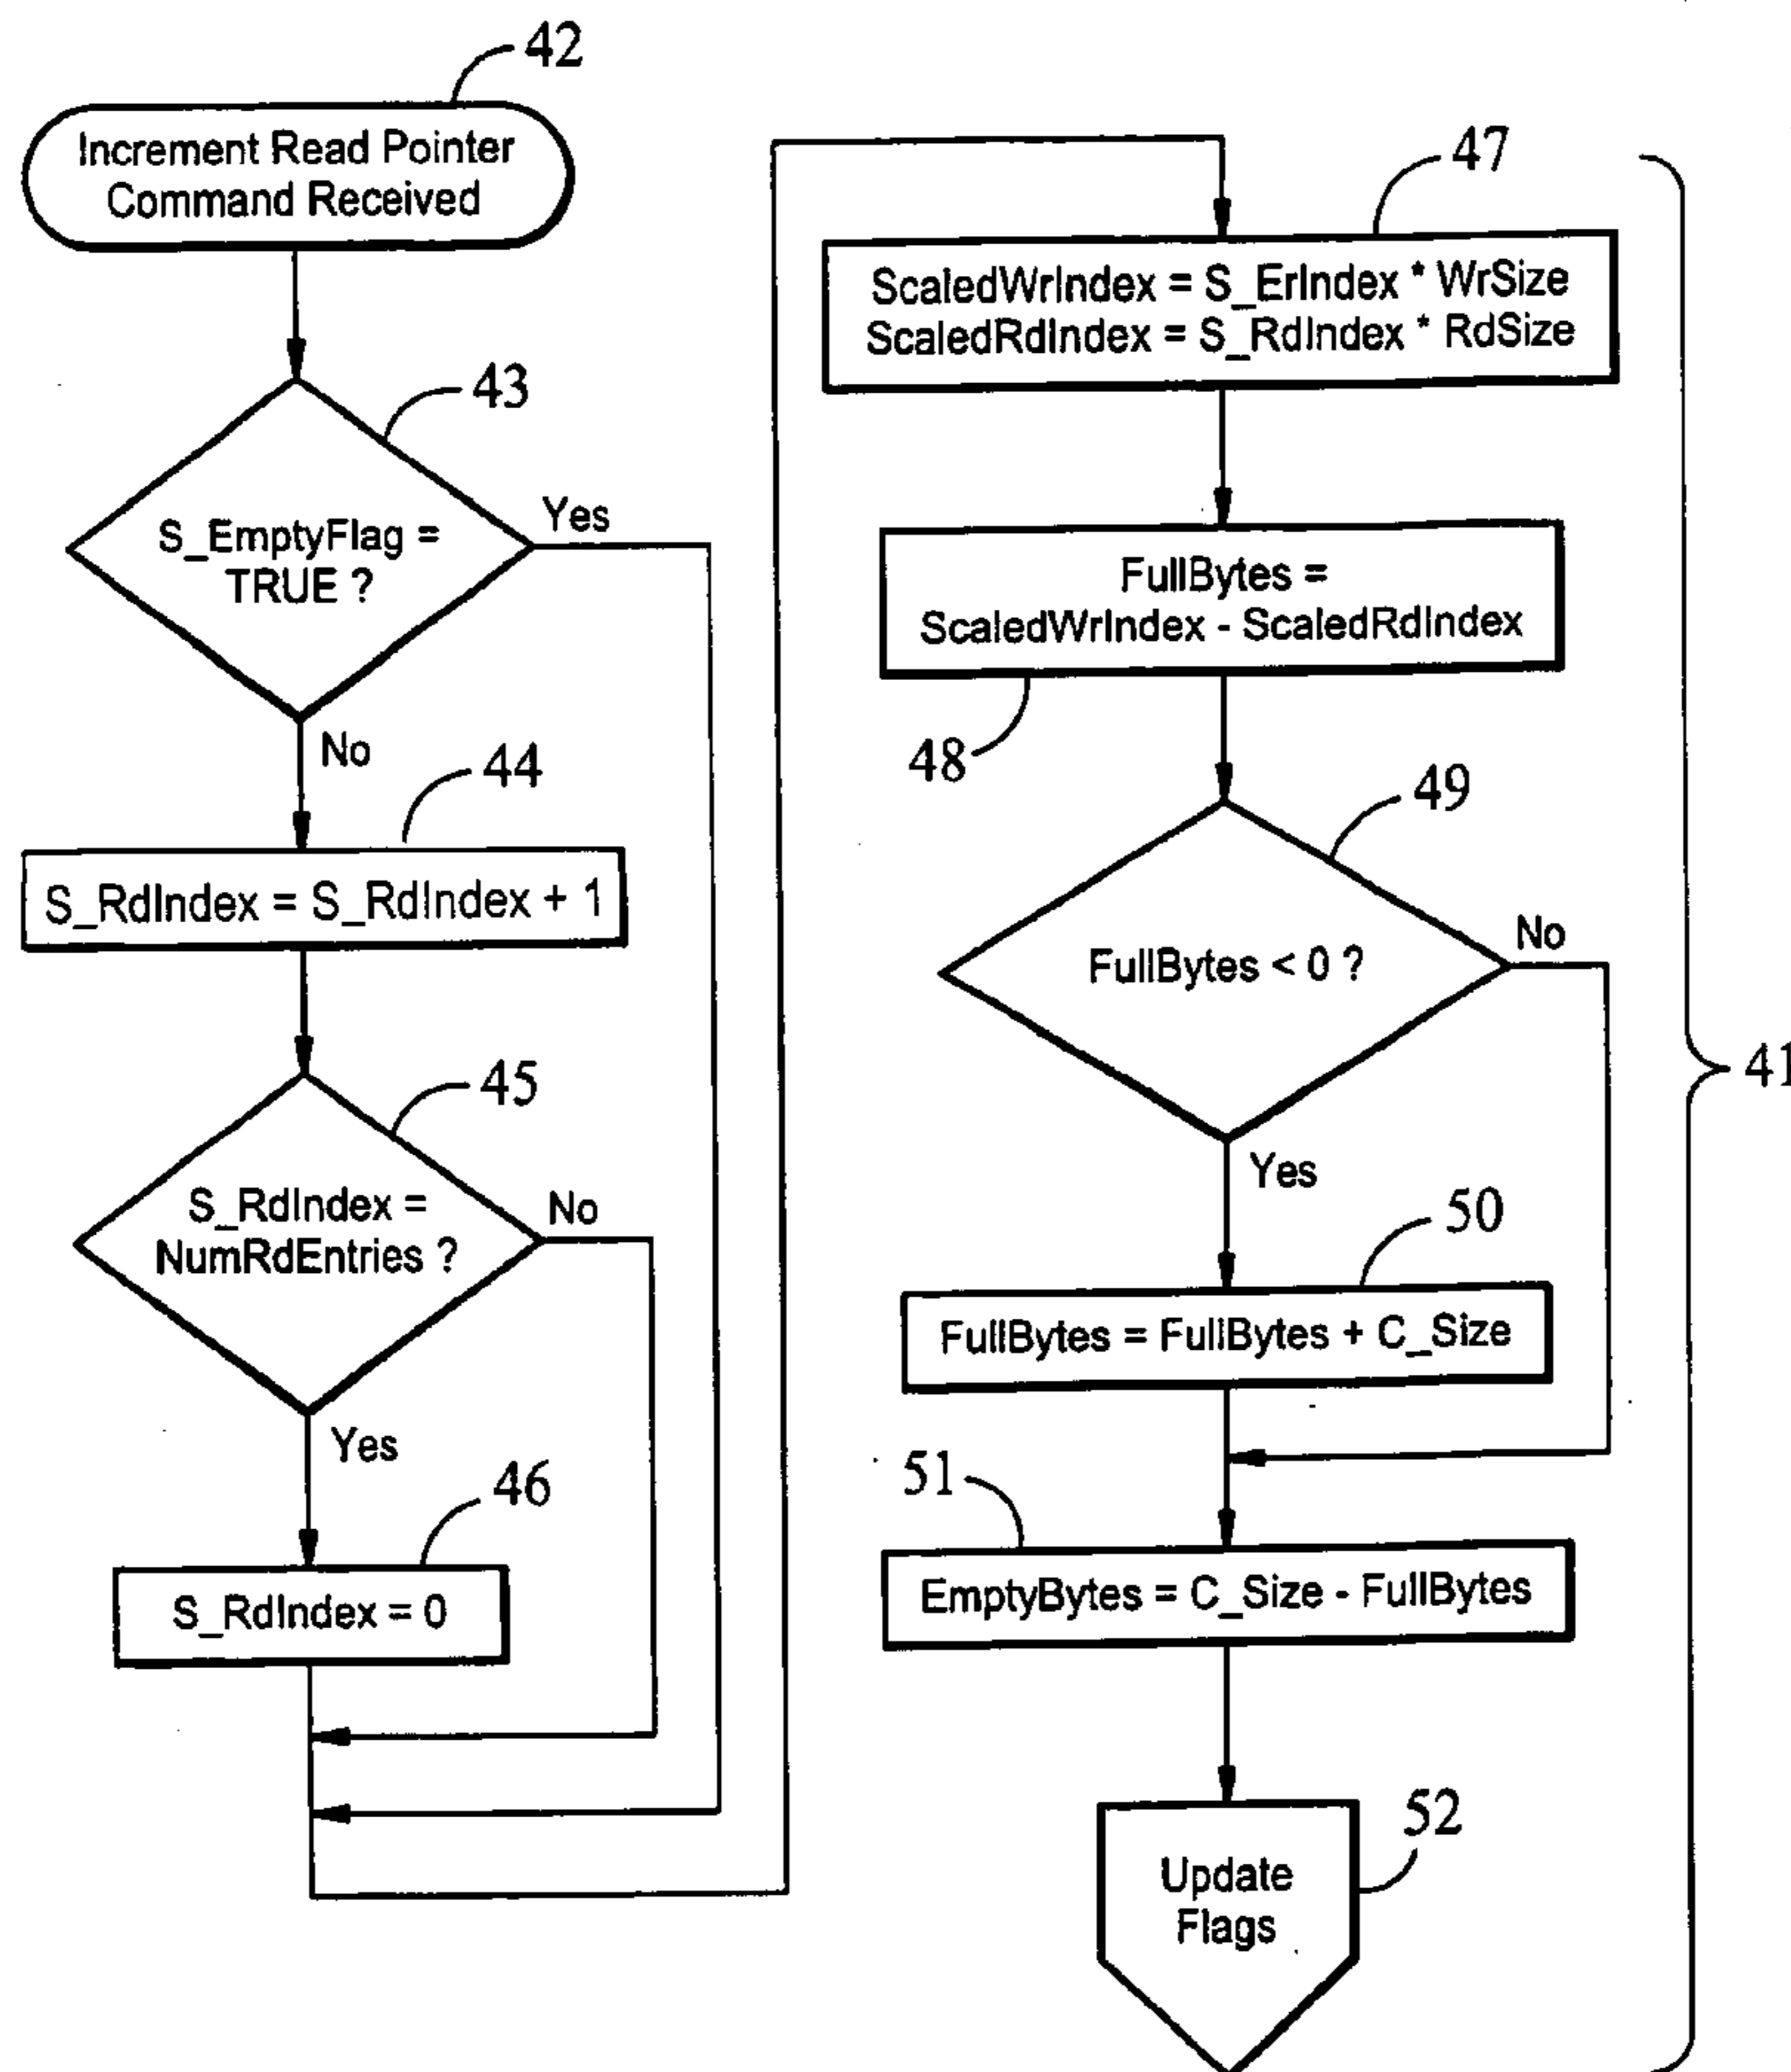 42
Increment Read Pointer
Command Received
43
S_EmptyFlag =
TRUE ?
Yes
No
44
S_RdIndex = S_RdIndex + 1
45
S_RdIndex =
NumRdEntries ?
No
Yes
46
S_RdIndex = 0
47
ScaledWrIndex = S_ErIndex * WrSize
ScaledRdIndex = S_RdIndex * RdSize
FullBytes =
ScaledWrIndex - ScaledRdIndex
48
49
FullBytes < 0 ?
No
Yes
50
FullBytes = FullBytes + C_Size
51
EmptyBytes = C_Size - FullBytes
52
Update
Flags
41